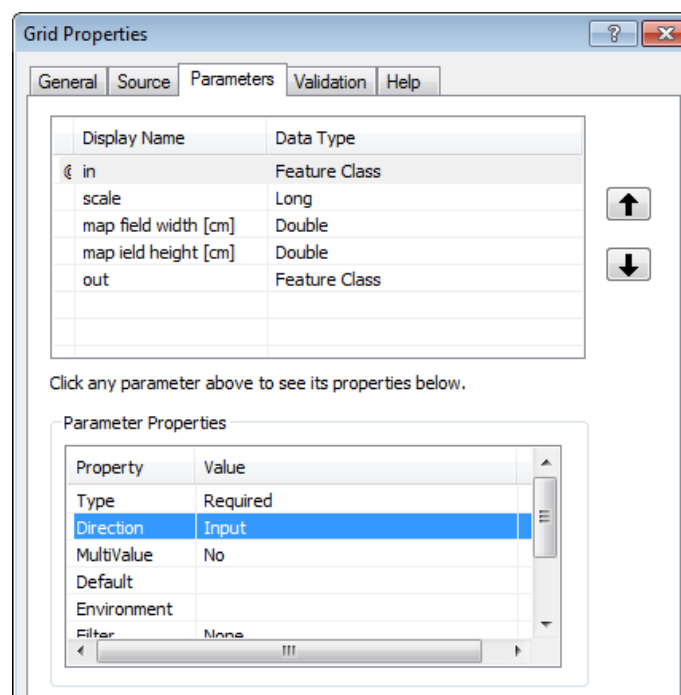 Grid Properties
General Source Parameters Validation Help
Display Name Data Type
in Feature Class
scale Long
map field width [cm] Double
map ield height [cm] Double
out Feature Class
Click any parameter above to see its properties below.
Parameter Properties
Property Value
Type Required
Direction Input
MultiValue No
Default
Environment
Filter None